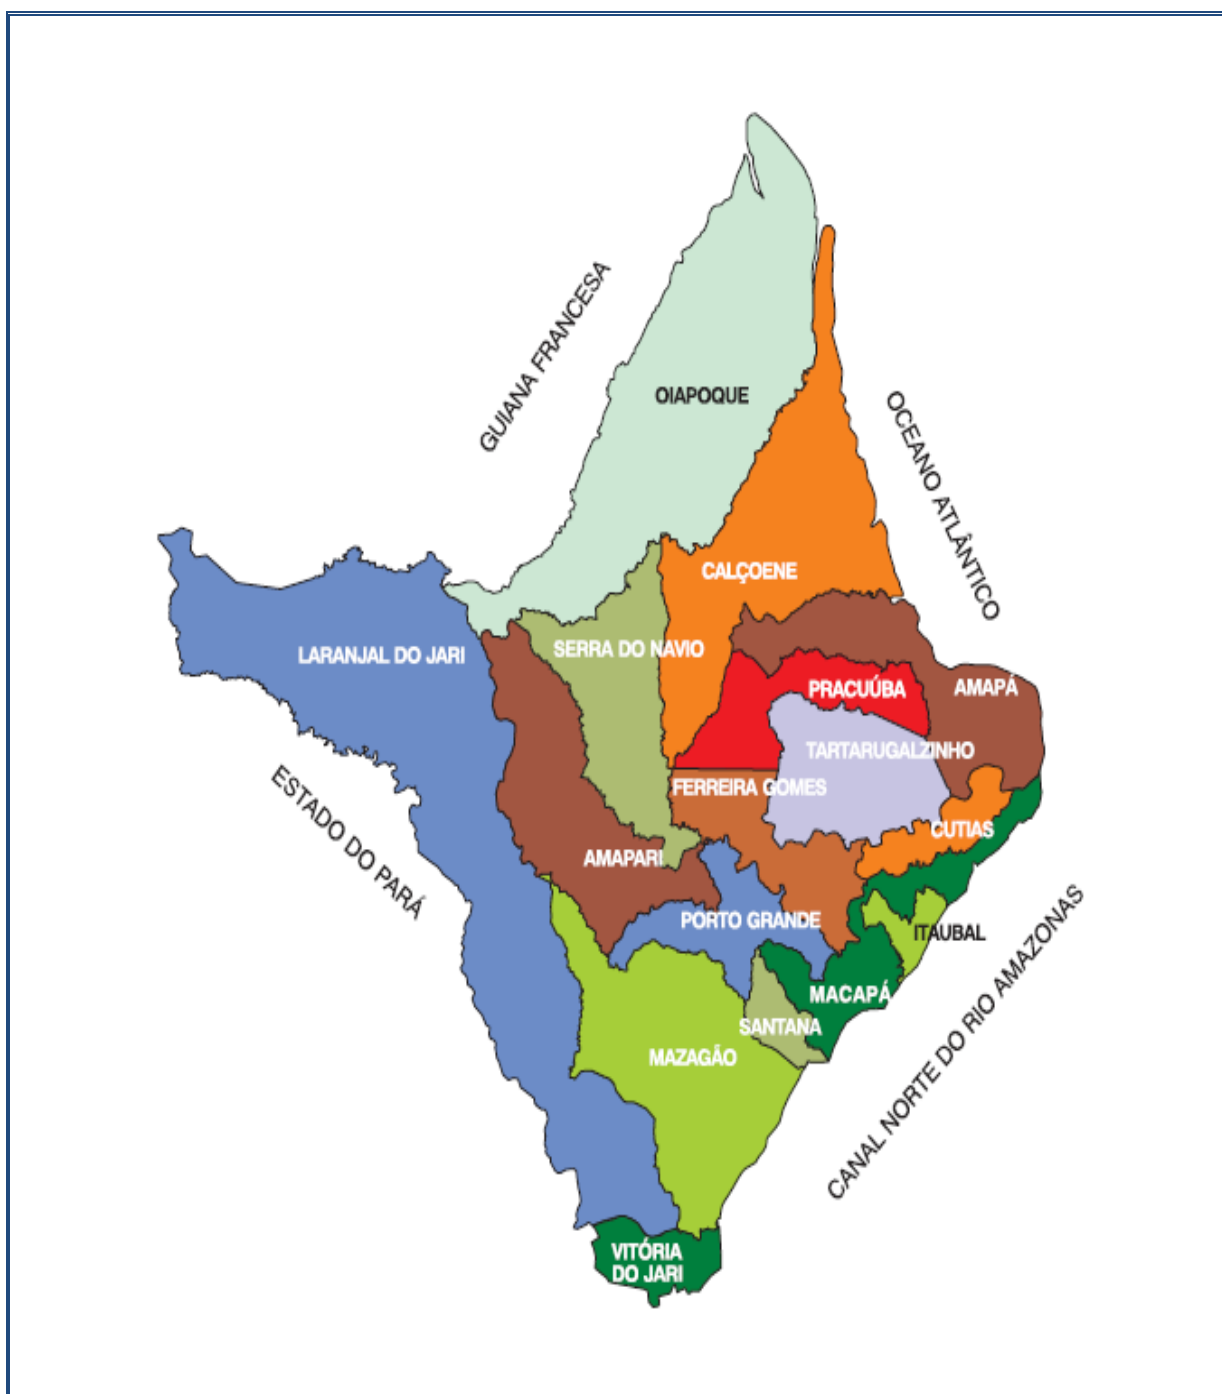 GUIANA FRANCESA
OIAPOQUE
OCEANO ATLÂNTICO
CALÇOENE
SERRA DO NAVIO
LARANJAL DO JARI
PRACUÚBA
AMAPÁ
TARTARUGALZINHO
FERREIRA GOMES
ESTADO DO PARÁ
CUTIAS
AMAPARI
PORTO GRANDE
ITAUBAL
MACAPÁ
SANTANA
MAZAGÃO
CANAL NORTE DO RIO AMAZONAS
VITÓRIA
DO JARI